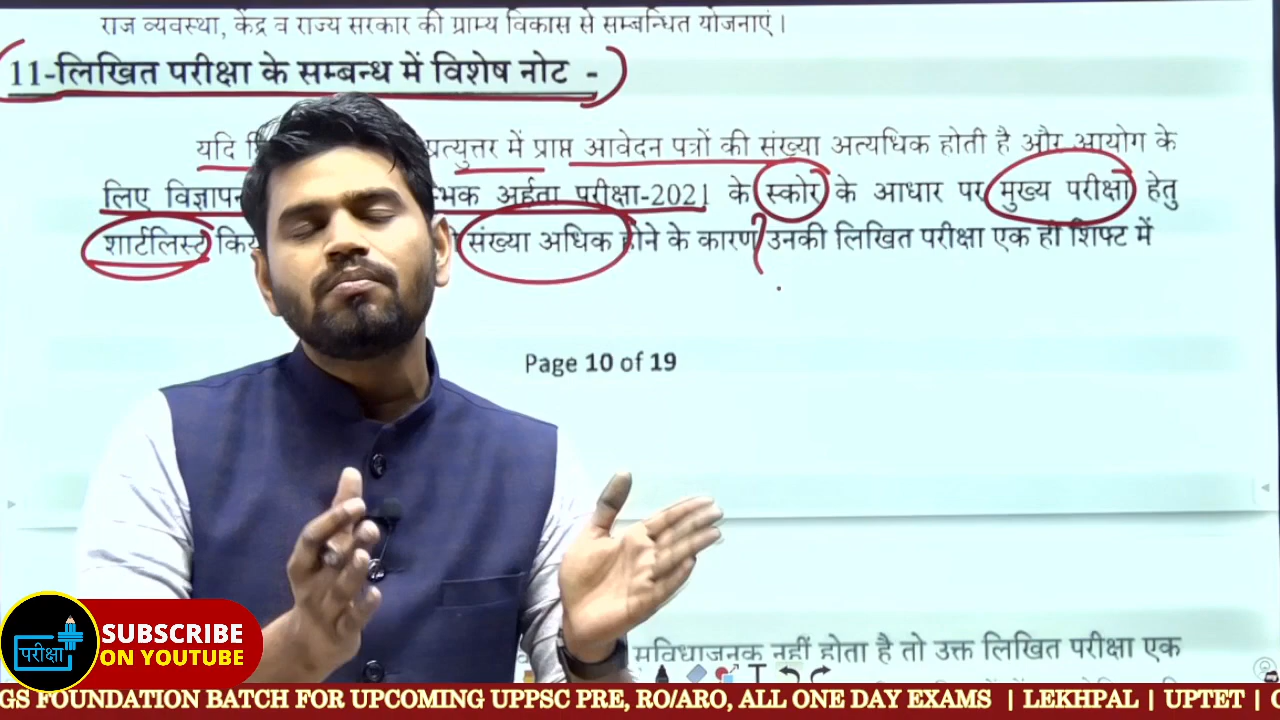 राज व्यवस्था, केंद्र व राज्य सरकार की ग्राम्य विकास से सम्बन्धित योजनाएं।
11-लिखित परीक्षा के सम्बन्ध में विशेष नोट -
यदि प्रत्युत्तर में प्राप्त आवेदन पत्रों की संख्या अत्यधिक होती है और आयोग के
लिए विज्ञापन अर्हता परीक्षा-2021 के स्कोर के आधार पर मुख्य परीक्षा हेतु
शार्टलिस्ट संख्या अधिक होने के कारण उनकी लिखित परीक्षा एक ही शिफ्ट में
Page 10 of 19
सुविधाजनक नहीं होता है तो उक्त लिखित परीक्षा एक
परीक्षा
SUBSCRIBE
ON YOUTUBE
GS FOUNDATION BATCH FOR UPCOMING UPPSC PRE, RO/ARO, ALL ONE DAY EXAMS | LEKHPAL | UPTET |